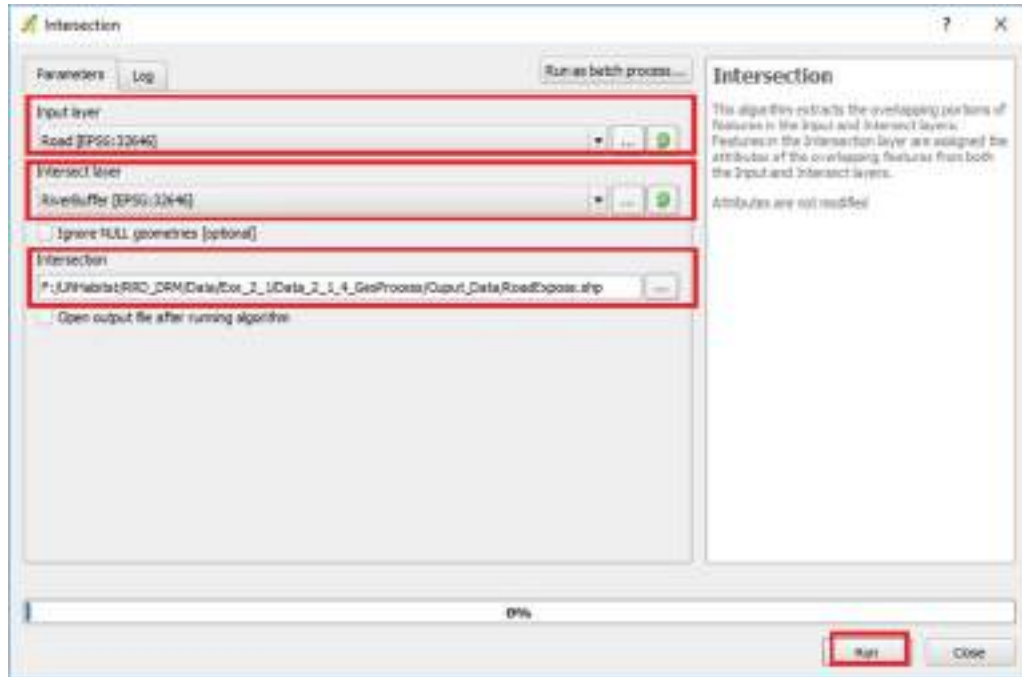 Intersection
? ×
Parameters Log
Run as batch process...
Input layer
Road [EPSG:32646]
...
Intersect layer
RiverBuffer [EPSG:32646]
...
Ignore NULL geometries [optional]
Intersection
F:/UNHabitat/RRD_DRM/Data/Exe_2_1/Data_2_1_4_GeoProcess/Ouput_Data/RoadExpose.shp
...
Open output file after running algorithm
Intersection
This algorithm extracts the overlapping portions of
features in the Input and Intersect layers.
Features in the Intersection layer are assigned the
attributes of the overlapping features from both
the Input and Intersect layers.
Attributes are not modified
0%
Run Close